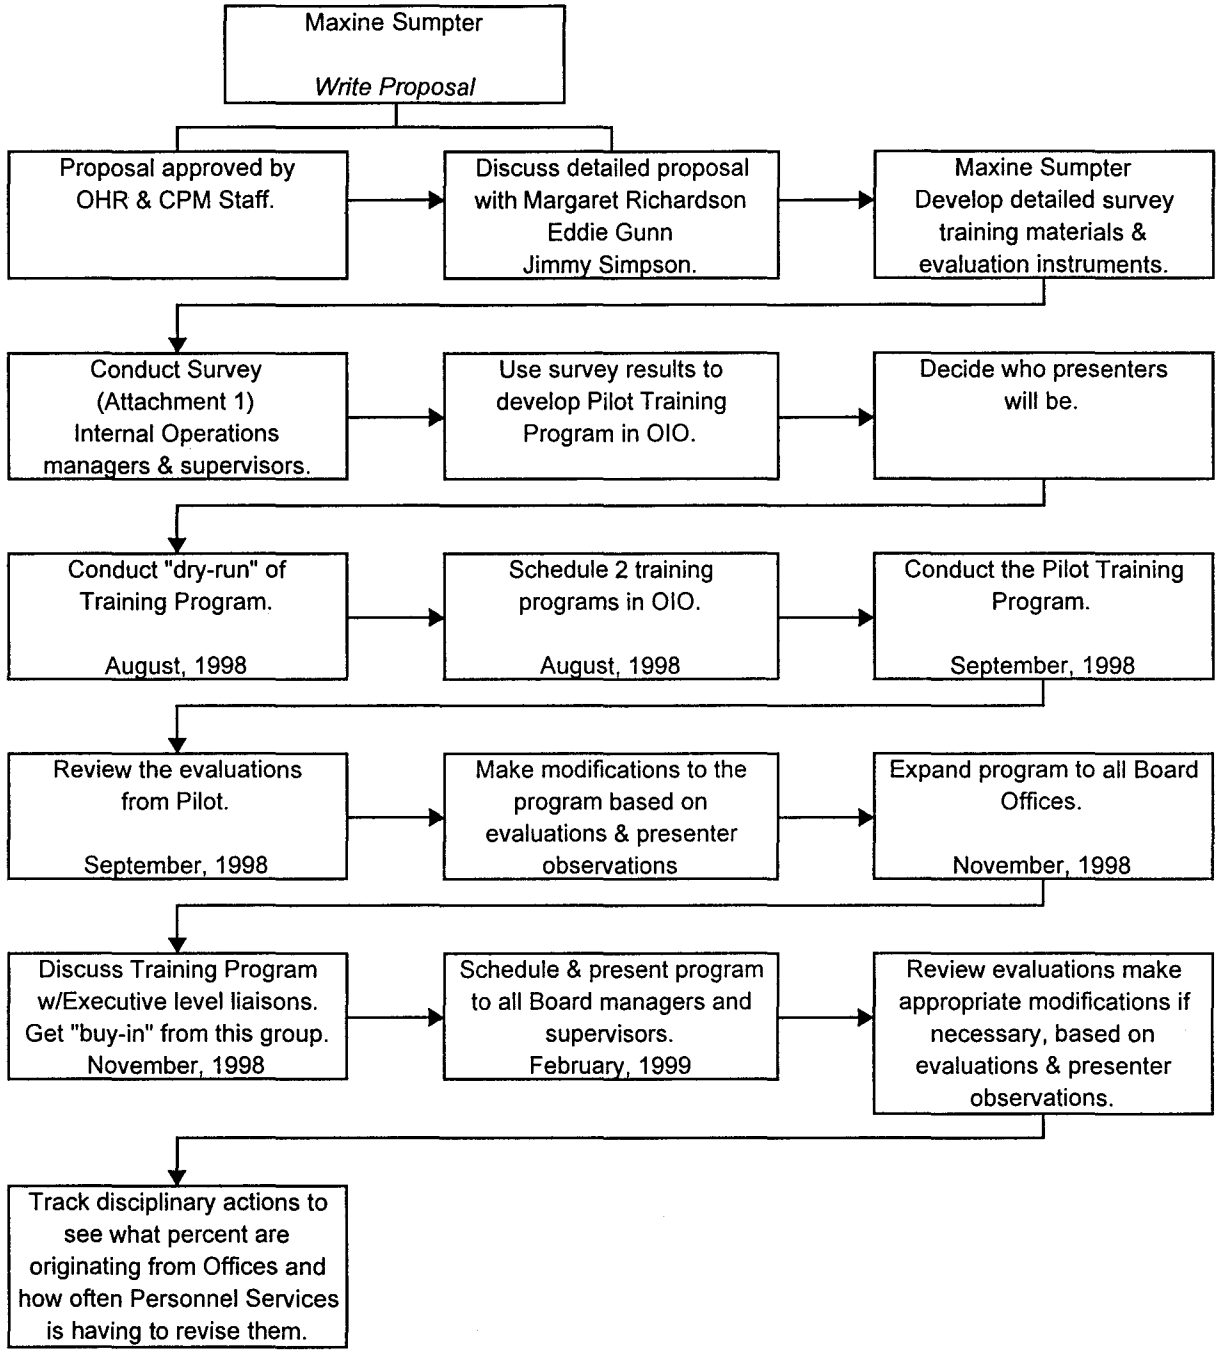 Maxine Sumpter
Write Proposal
Proposal approved by
OHR & CPM Staff.
Discuss detailed proposal
with Margaret Richardson
Eddie Gunn
Jimmy Simpson.
Maxine Sumpter
Develop detailed survey
training materials &
evaluation instruments.
Conduct Survey
(Attachment 1)
Internal Operations
managers & supervisors.
Use survey results to
develop Pilot Training
Program in OIO.
Decide who presenters
will be.
Conduct "dry-run" of
Training Program.
August, 1998
Schedule 2 training
programs in OIO.
August, 1998
Conduct the Pilot Training
Program.
September, 1998
Review the evaluations
from Pilot.
September, 1998
Make modifications to the
program based on
evaluations & presenter
observations
Expand program to all Board
Offices.
November, 1998
Discuss Training Program
w/Executive level liaisons.
Get "buy-in" from this group.
November, 1998
Schedule & present program
to all Board managers and
supervisors.
February, 1999
Review evaluations make
appropriate modifications if
necessary, based on
evaluations & presenter
observations.
Track disciplinary actions to
see what percent are
originating from Offices and
how often Personnel Services
is having to revise them.